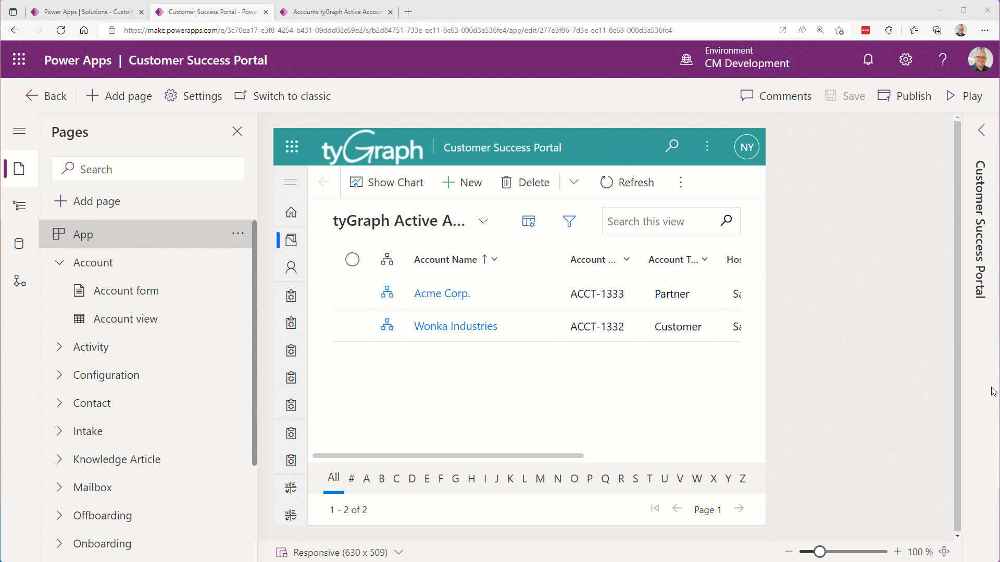 Power Apps | Solutions - Custom
Customer Success Portal - Power
Accounts tyGraph Active Accoun
https://make.powerapps.com/e/3c70ea17-e3f8-4254-b431-09ddd02c69e2/s/b2d84751-733e-ec11-8c63-000d3a536fc4/app/edit/277e3f86-7d3e-ec11-8c63-000d3a536fc4
Power Apps | Customer Success Portal
Environment
CM Development
Back
Add page
Settings
Switch to classic
Comments
Save
Publish
Play
Pages
Search
Add page
App
Account
Account form
Account view
Activity
Configuration
Contact
Intake
Knowledge Article
Mailbox
Offboarding
Onboarding
tyGraph
Customer Success Portal
NY
Show Chart
New
Delete
Refresh
tyGraph Active A...
Search this view
Account Name
Account ...
Account T...
Hos
Acme Corp.
ACCT-1333
Partner
Sa
Wonka Industries
ACCT-1332
Customer
Sa
All # A B C D E F G H I J K L M N O P Q R S T U V W X Y Z
1 - 2 of 2
Page 1
Responsive (630 x 509)
100 %
Customer Success Portal